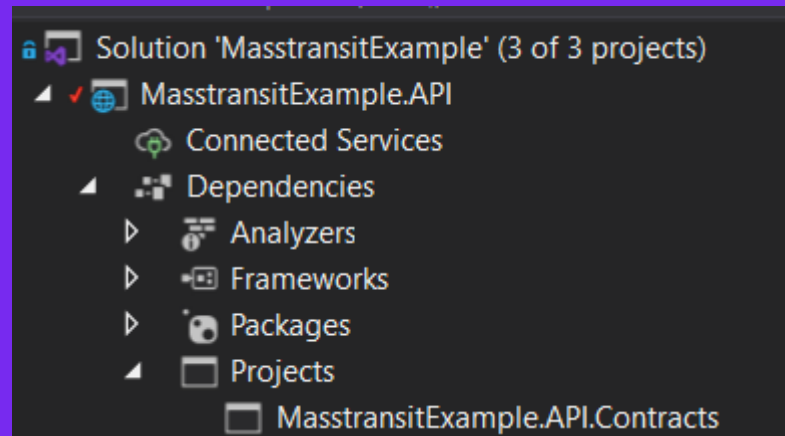 Solution 'MasstransitExample' (3 of 3 projects)
MasstransitExample.API
Connected Services
Dependencies
Analyzers
Frameworks
Packages
Projects
MasstransitExample.API.Contracts